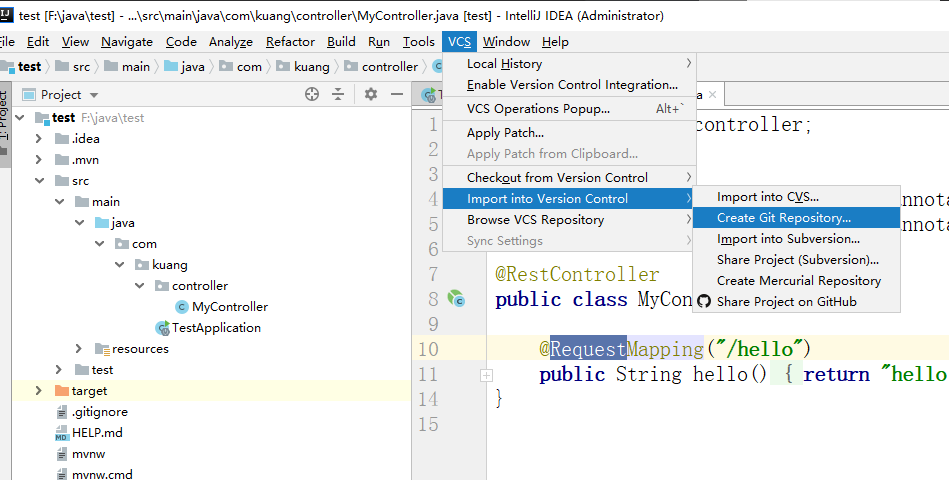 test [F:\java\test] - ...\src\main\java\com\kuang\controller\MyController.java [test] - IntelliJ IDEA (Administrator)
File Edit View Navigate Code Analyze Refactor Build Run Tools VCS Window Help
test src main java com kuang controller
Project
1: Project
test F:\java\test
.idea
.mvn
src
main
java
com
kuang
controller
MyController
TestApplication
resources
test
target
.gitignore
HELP.md
mvnw
mvnw.cmd
Local History
Enable Version Control Integration...
VCS Operations Popup... Alt+`
Apply Patch...
Apply Patch from Clipboard...
Checkout from Version Control
Import into Version Control
Browse VCS Repository
Sync Settings
Import into CVS...
Create Git Repository...
Import into Subversion...
Share Project (Subversion)...
Create Mercurial Repository
Share Project on GitHub
1 controller;
2
3
4 nnota
5 nnota
6
7 @RestController
8 public class MyCon
9
10 @RequestMapping("/hello")
11 public String hello() { return "hello
14 }
15